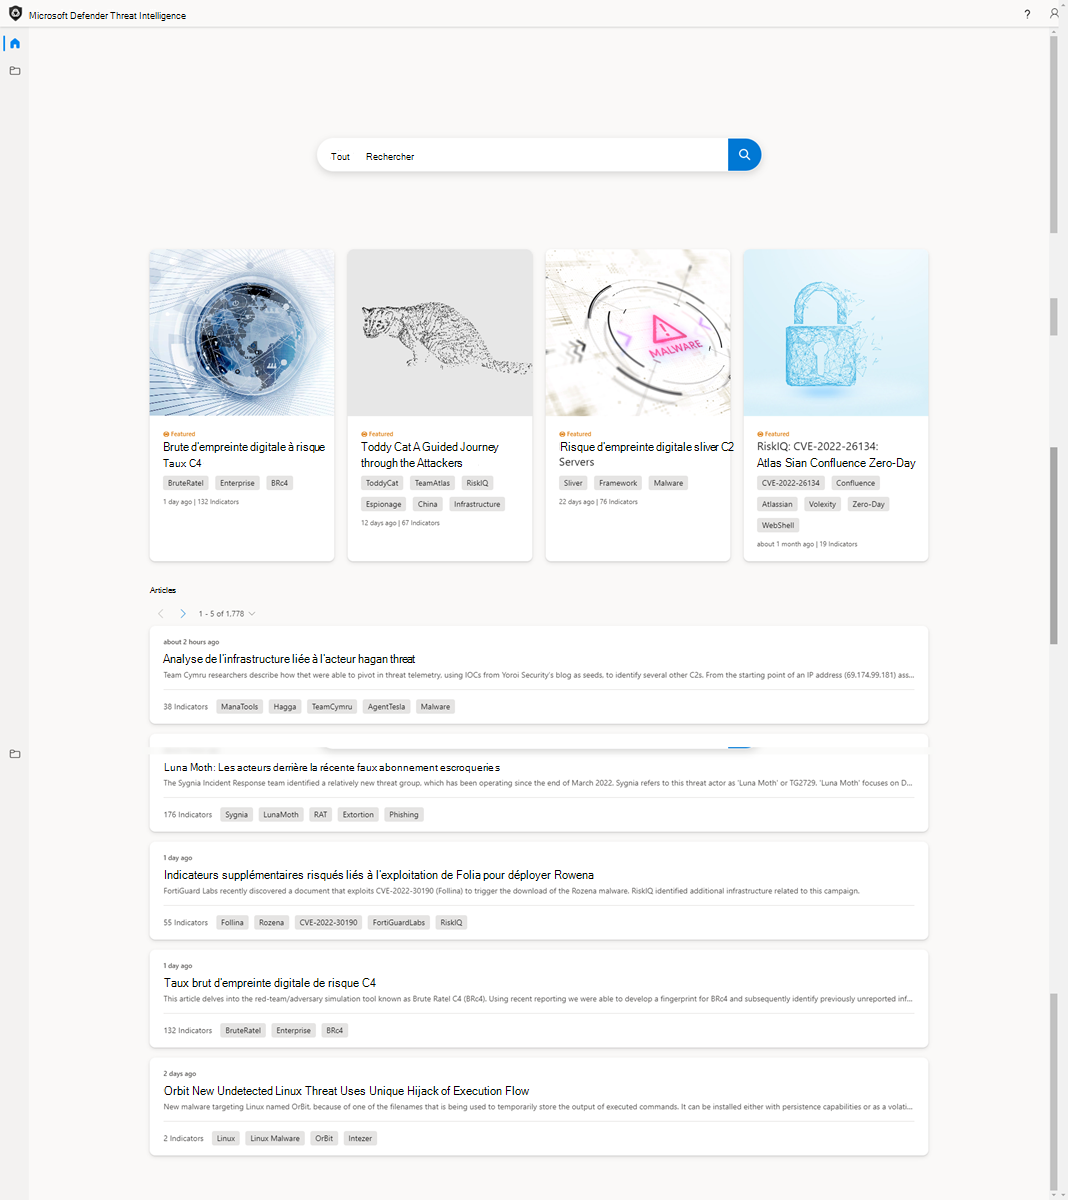 Microsoft Defender Threat Intelligence
?
Tout Rechercher
MALWARE
Featured
Brute d'empreinte digitale à risque
Taux C4
BruteRatel Enterprise BRc4
1 day ago | 132 Indicators
Featured
Toddy Cat A Guided Journey
through the Attackers
ToddyCat TeamAtlas RiskIQ
Espionage China Infrastructure
12 days ago | 67 Indicators
Featured
Risque d'empreinte digitale sliver C2
Servers
Sliver Framework Malware
22 days ago | 76 Indicators
Featured
RiskIQ: CVE-2022-26134:
Atlas Sian Confluence Zero-Day
CVE-2022-26134 Confluence
Atlassian Volexity Zero-Day
WebShell
about 1 month ago | 19 Indicators
Articles
1 - 5 of 1,778
about 2 hours ago
Analyse de l'infrastructure liée à l'acteur hagan threat
Team Cymru researchers describe how thet were able to pivot in threat telemetry, using IOCs from Yoroi Security's blog as seeds, to identify several other C2s. From the starting point of an IP address (69.174.99.181) ass...
38 Indicators ManaTools Hagga TeamCymru AgentTesla Malware
Luna Moth: Les acteurs derrière la récente faux abonnement escroqueries
The Sygnia Incident Response team identified a relatively new threat group, which has been operating since the end of March 2022. Sygnia refers to this threat actor as 'Luna Moth' or TG2729. 'Luna Moth' focuses on D...
176 Indicators Sygnia LunaMoth RAT Extortion Phishing
1 day ago
Indicateurs supplémentaires risqués liés à l'exploitation de Folia pour déployer Rowena
FortiGuard Labs recently discovered a document that exploits CVE-2022-30190 (Follina) to trigger the download of the Rozena malware. RiskIQ identified additional infrastructure related to this campaign.
55 Indicators Follina Rozena CVE-2022-30190 FortiGuardLabs RiskIQ
1 day ago
Taux brut d'empreinte digitale de risque C4
This article delves into the red-team/adversary simulation tool known as Brute Ratel C4 (BRc4). Using recent reporting we were able to develop a fingerprint for BRc4 and subsequently identify previously unreported inf...
132 Indicators BruteRatel Enterprise BRc4
2 days ago
Orbit New Undetected Linux Threat Uses Unique Hijack of Execution Flow
New malware targeting Linux named OrBit, because of one of the filenames that is being used to temporarily store the output of executed commands. It can be installed either with persistence capabilities or as a volati...
2 Indicators Linux Linux Malware OrBit Intezer